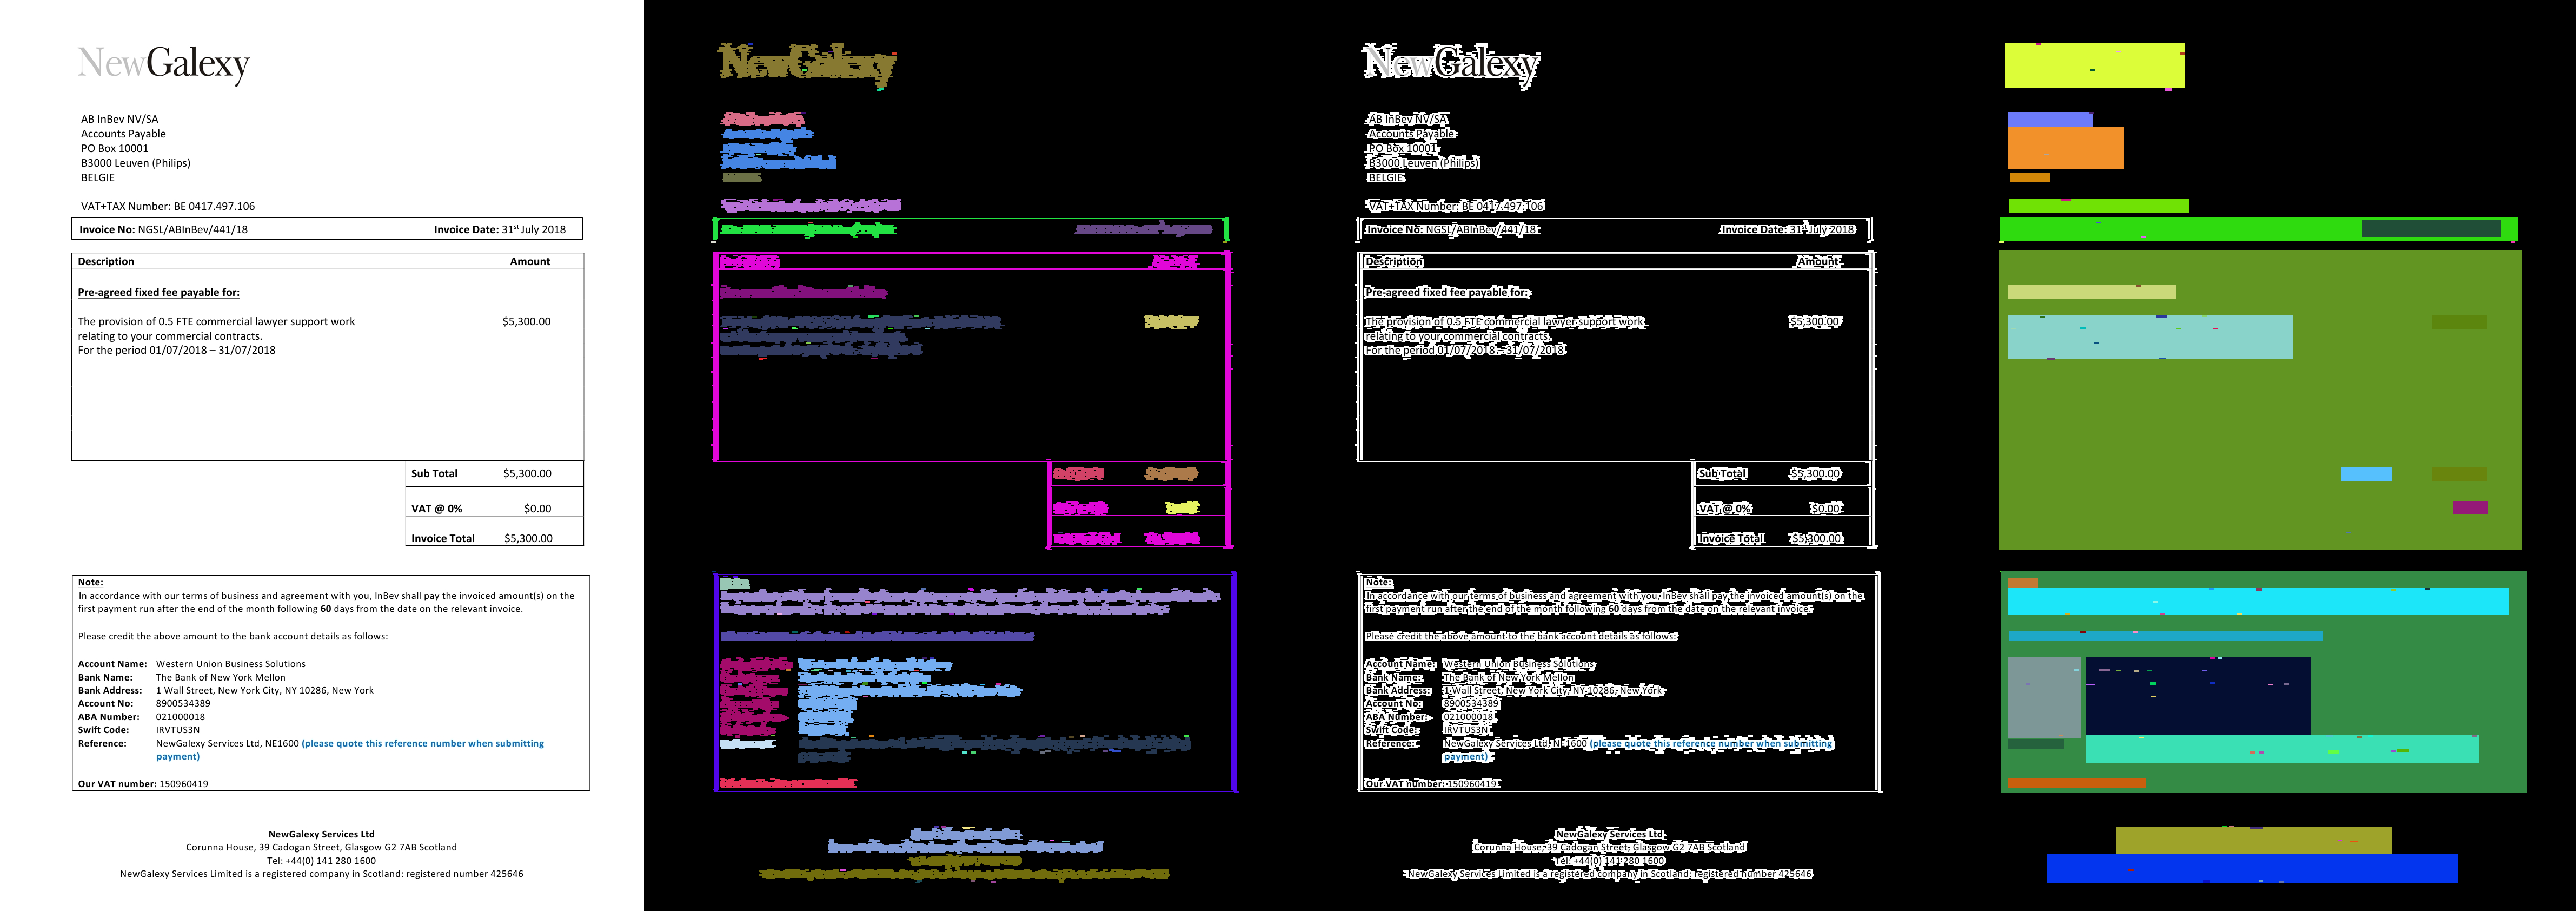 NewGalaxy
AB InBev NV/SA
Accounts Payable
PO Box 10001
B3000 Leuven (Philips)
BELGIE
VAT+TAX Number: BE 0417.497.106
Invoice No: NGSL/ABInBev/441/18 Invoice Date: 31st July 2018
Description Amount
Pre-agreed fixed fee payable for:
The provision of 0.5 FTE commercial lawyer support work $5,300.00
relating to your commercial contracts.
For the period 01/07/2018 – 31/07/2018
Sub Total $5,300.00
VAT @ 0% $0.00
Invoice Total $5,300.00
Note:
In accordance with our terms of business and agreement with you, InBev shall pay the invoiced amount(s) on the
first payment run after the end of the month following 60 days from the date on the relevant invoice.
Please credit the above amount to the bank account details as follows:
Account Name: Western Union Business Solutions
Bank Name: The Bank of New York Mellon
Bank Address: 1 Wall Street, New York City, NY 10286, New York
Account No: 8900534389
ABA Number: 021000018
Swift Code: IRVTUS3N
Reference: NewGalaxy Services Ltd, NE1600 (please quote this reference number when submitting
payment)
Our VAT number: 150960419
NewGalaxy Services Ltd
Corunna House, 39 Cadogan Street, Glasgow G2 7AB Scotland
Tel: +44(0) 141 280 1600
NewGalaxy Services Limited is a registered company in Scotland: registered number 425646
NewGalaxy
AB InBev NV/SA
Accounts Payable
PO Box 10001
B3000 Leuven (Philips)
BELGIE
VAT+TAX Number: BE 0417.497.106
Invoice No: NGSL/ABInBev/441/18 Invoice Date: 31st July 2018
Description Amount
Pre-agreed fixed fee payable for:
The provision of 0.5 FTE commercial lawyer support work $5,300.00
relating to your commercial contracts.
For the period 01/07/2018 – 31/07/2018
Sub Total $5,300.00
VAT @ 0% $0.00
Invoice Total $5,300.00
Note:
In accordance with our terms of business and agreement with you, InBev shall pay the invoiced amount(s) on the
first payment run after the end of the month following 60 days from the date on the relevant invoice.
Please credit the above amount to the bank account details as follows:
Account Name: Western Union Business Solutions
Bank Name: The Bank of New York Mellon
Bank Address: 1 Wall Street, New York City, NY 10286, New York
Account No: 8900534389
ABA Number: 021000018
Swift Code: IRVTUS3N
Reference: NewGalaxy Services Ltd, NE1600 (please quote this reference number when submitting
payment)
Our VAT number: 150960419
NewGalaxy Services Ltd
Corunna House, 39 Cadogan Street, Glasgow G2 7AB Scotland
Tel: +44(0) 141 280 1600
NewGalaxy Services Limited is a registered company in Scotland: registered number 425646